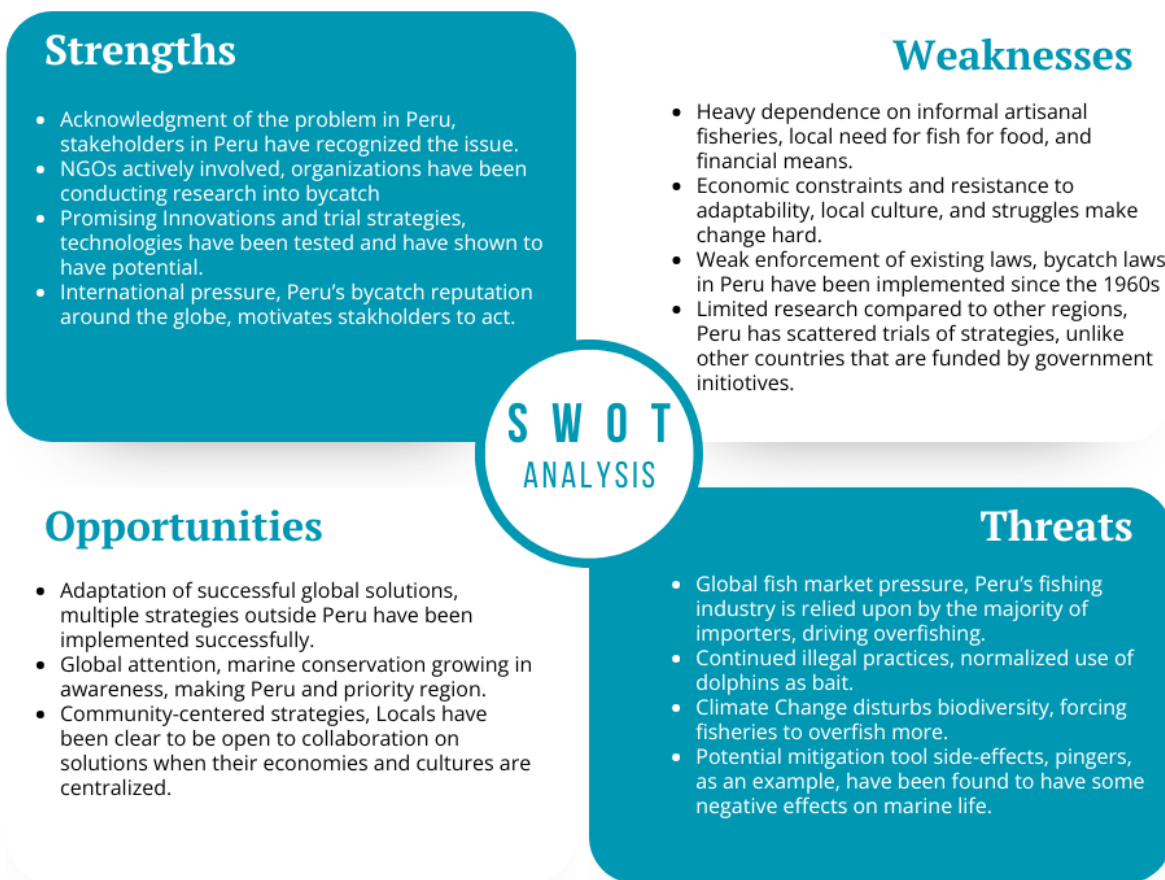 Strengths
• Acknowledgment of the problem in Peru,
stakeholders in Peru have recognized the issue.
• NGOs actively involved, organizations have been
conducting research into bycatch
• Promising Innovations and trial strategies,
technologies have been tested and have shown to
have potential.
• International pressure, Peru's bycatch reputation
around the globe, motivates stakholders to act.
Weaknesses
• Heavy dependence on informal artisanal
fisheries, local need for fish for food, and
financial means.
• Economic constraints and resistance to
adaptability, local culture, and struggles make
change hard.
• Weak enforcement of existing laws, bycatch laws
in Peru have been implemented since the 1960s
• Limited research compared to other regions,
Peru has scattered trials of strategies, unlike
other countries that are funded by government
initiotives.
SWOT
ANALYSIS
Opportunities
• Adaptation of successful global solutions,
multiple strategies outside Peru have been
implemented successfully.
• Global attention, marine conservation growing in
awareness, making Peru and priority region.
• Community-centered strategies, Locals have
been clear to be open to collaboration on
solutions when their economies and cultures are
centralized.
Threats
• Global fish market pressure, Peru's fishing
industry is relied upon by the majority of
importers, driving overfishing.
• Continued illegal practices, normalized use of
dolphins as bait.
• Climate Change disturbs biodiversity, forcing
fisheries to overfish more.
• Potential mitigation tool side-effects, pingers,
as an example, have been found to have some
negative effects on marine life.